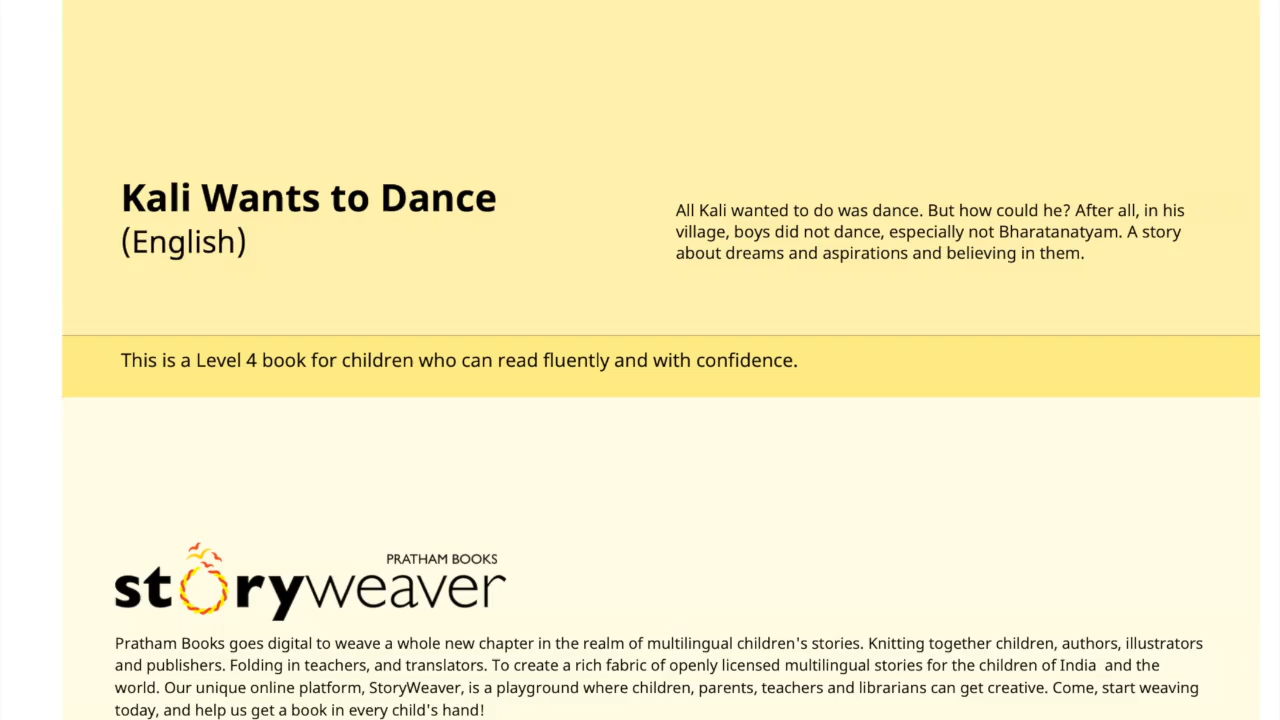 Kali Wants to Dance
(English)
All Kali wanted to do was dance. But how could he? After all, in his
village, boys did not dance, especially not Bharatanatyam. A story
about dreams and aspirations and believing in them.
This is a Level 4 book for children who can read fluently and with confidence.
PRATHAM BOOKS
storyweaver
Pratham Books goes digital to weave a whole new chapter in the realm of multilingual children's stories. Knitting together children, authors, illustrators
and publishers. Folding in teachers, and translators. To create a rich fabric of openly licensed multilingual stories for the children of India  and the
world. Our unique online platform, StoryWeaver, is a playground where children, parents, teachers and librarians can get creative. Come, start weaving
today, and help us get a book in every child's hand!